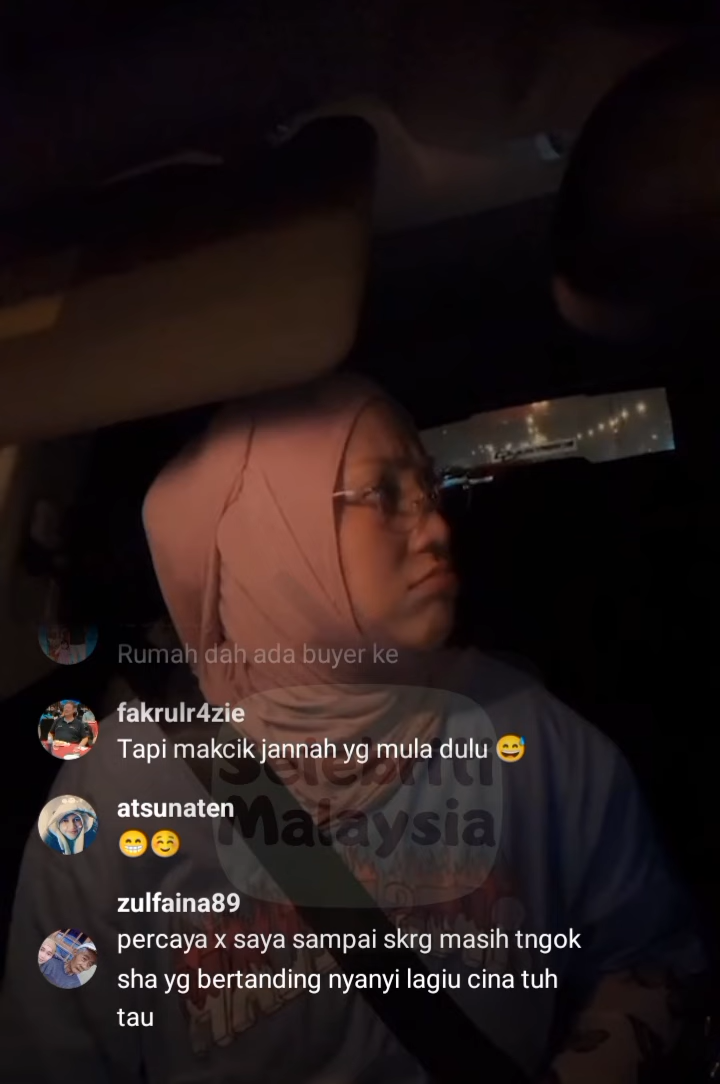 Rumah dah ada buyer ke
fakrulr4zie
Tapi makcik jannah yg mula dulu 😅
atsunaten
😁☺️
Selebriti
Malaysia
zulfaina89
percaya x saya sampai skrg masih tngok
sha yg bertanding nyanyi lagiu cina tuh
tau